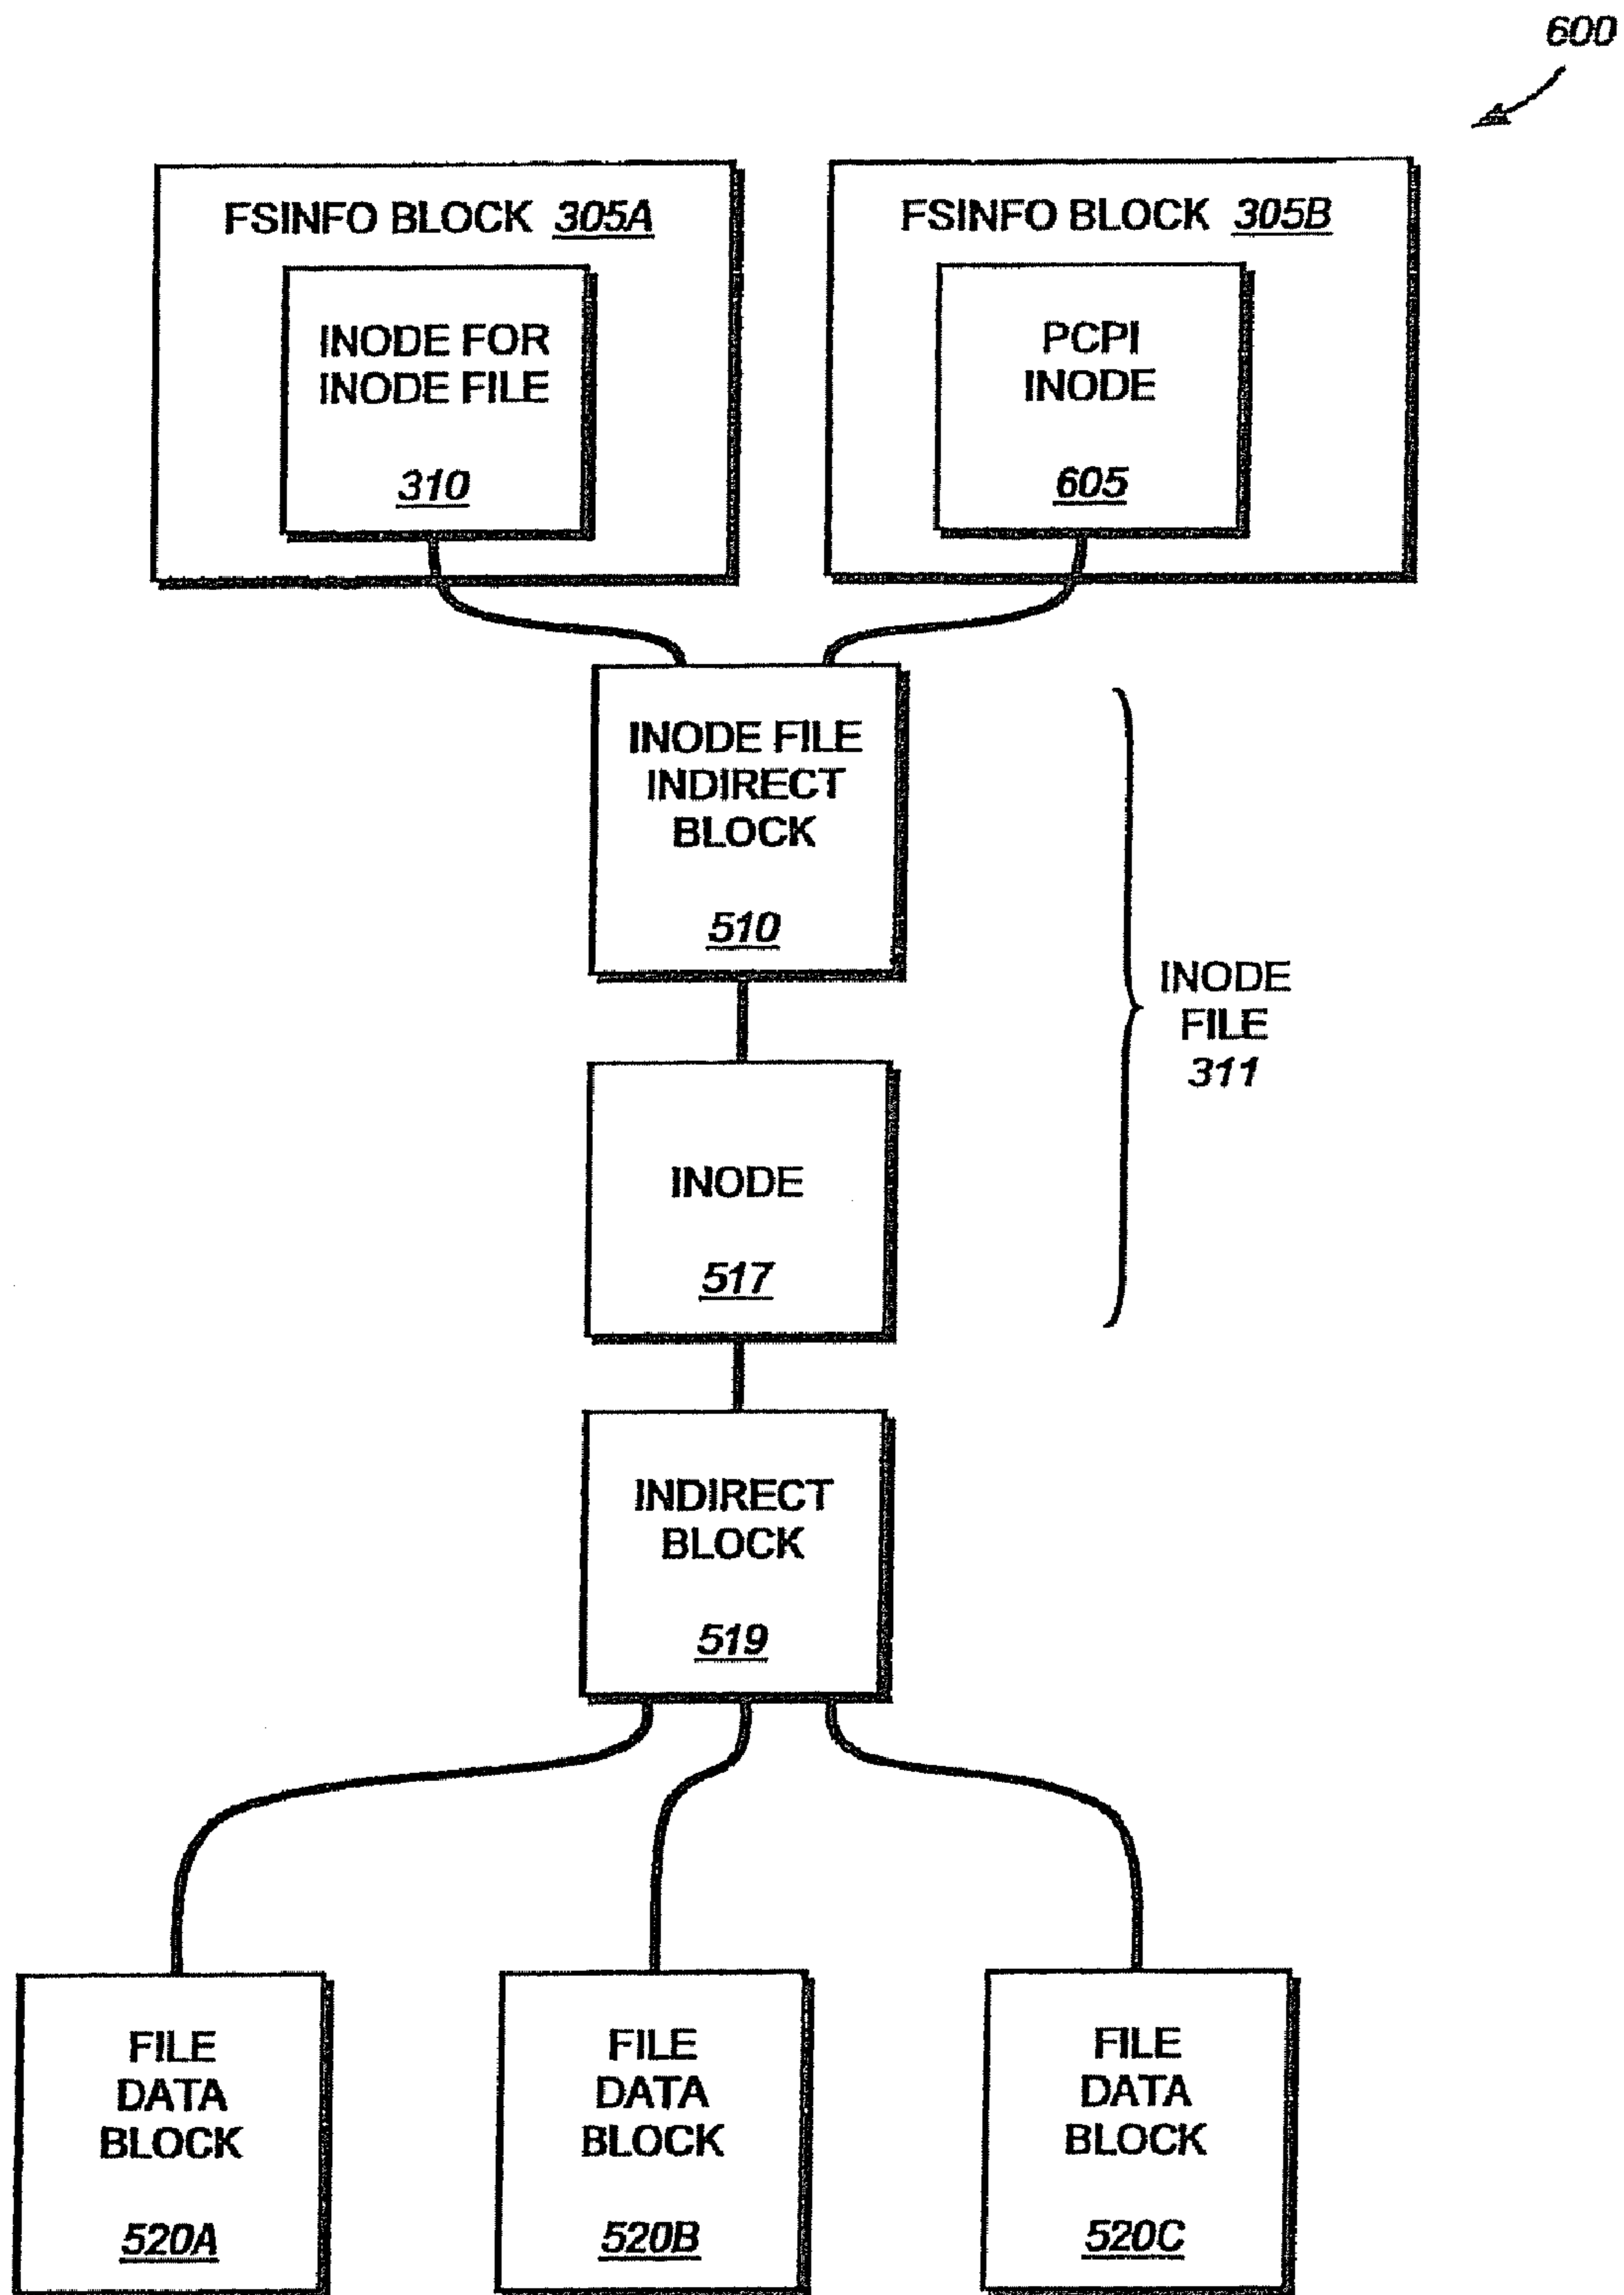 600
FSINFO BLOCK 305A
INODE FOR
INODE FILE
310
FSINFO BLOCK 305B
PCPI
INODE
605
INODE FILE
INDIRECT
BLOCK
510
INODE
FILE
311
INODE
517
INDIRECT
BLOCK
519
FILE
DATA
BLOCK
520A
FILE
DATA
BLOCK
520B
FILE
DATA
BLOCK
520C